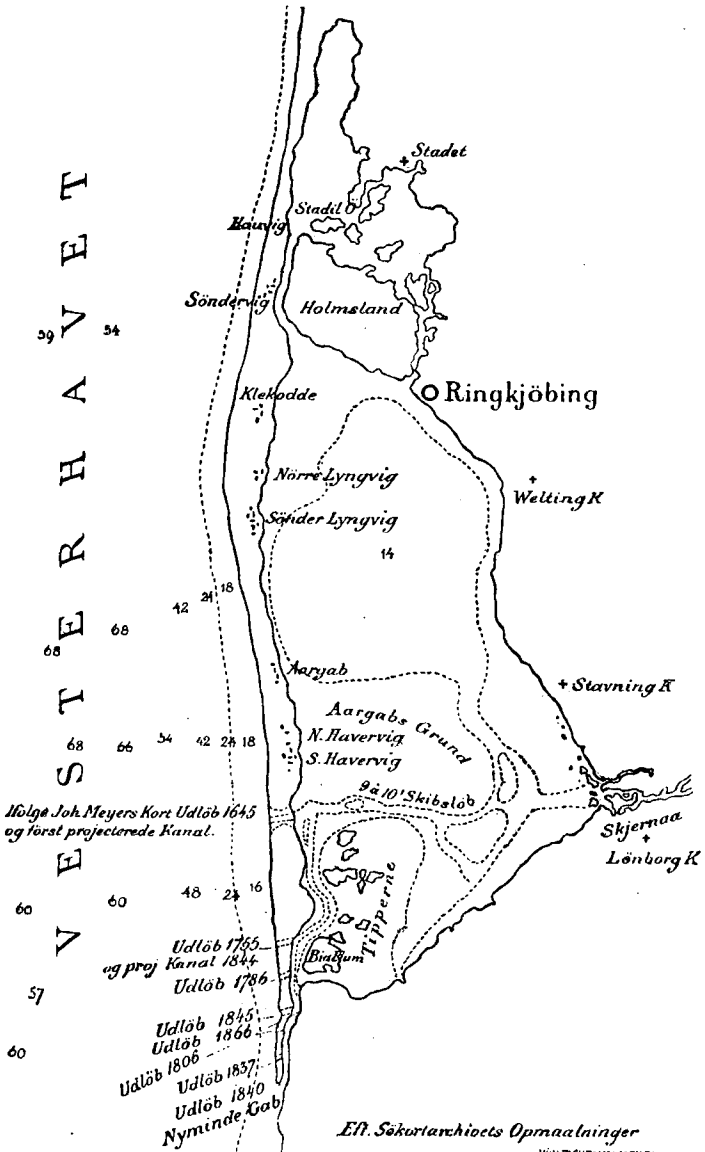 VESTERHAVET
Stadet
Stadil Ö
Hauvig
Söndervig
Holmsland
59 54
Klekodde
Ringkjöbing
Nörre Lyngvig
Welting K
Sönder Lyngvig
14
42 24 18
68 68
Aargab
Stavning K
Aargabs Grund
N. Havervig
68 66 54 42 24 18
S. Havervig
9 à 10' Skibslöb
Ifölge Joh. Meyers Kort Udlöb 1645
og först projecterede Kanal.
Skjernaa
Lönborg K
60 60 48 24 16
Tipperne
Udlöb 1755
og proj Kanal 1844
Udlöb 1786
57
Udlöb 1845
Udlöb 1866
60
Udlöb 1806
Udlöb 1837
Udlöb 1840
Nyminde Gab
Eft. Sökortarchivets Opmaalninger